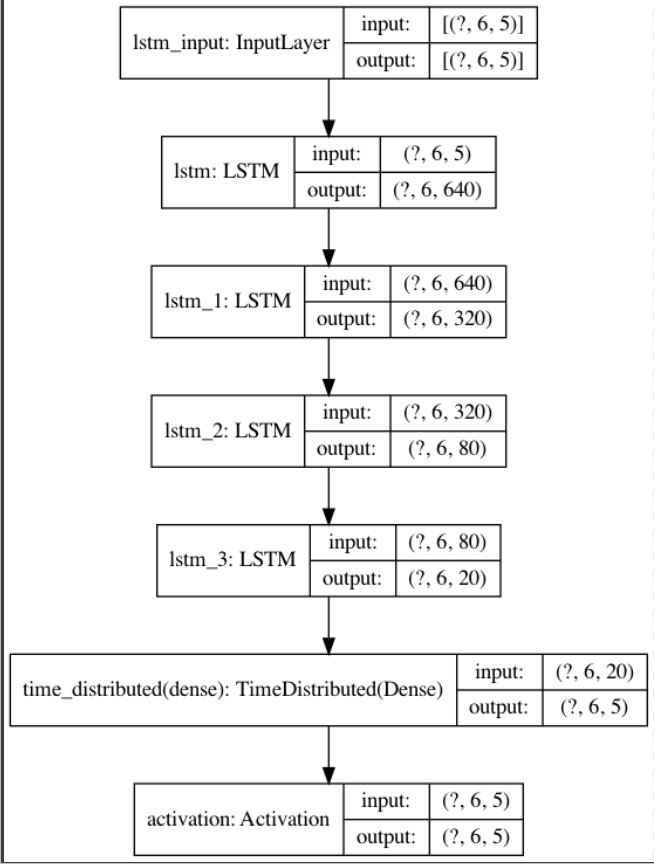 lstm_input: InputLayer
input: [(?, 6, 5)]
output: [(?, 6, 5)]
lstm: LSTM
input: (?, 6, 5)
output: (?, 6, 640)
lstm_1: LSTM
input: (?, 6, 640)
output: (?, 6, 320)
lstm_2: LSTM
input: (?, 6, 320)
output: (?, 6, 80)
lstm_3: LSTM
input: (?, 6, 80)
output: (?, 6, 20)
time_distributed(dense): TimeDistributed(Dense)
input: (?, 6, 20)
output: (?, 6, 5)
activation: Activation
input: (?, 6, 5)
output: (?, 6, 5)